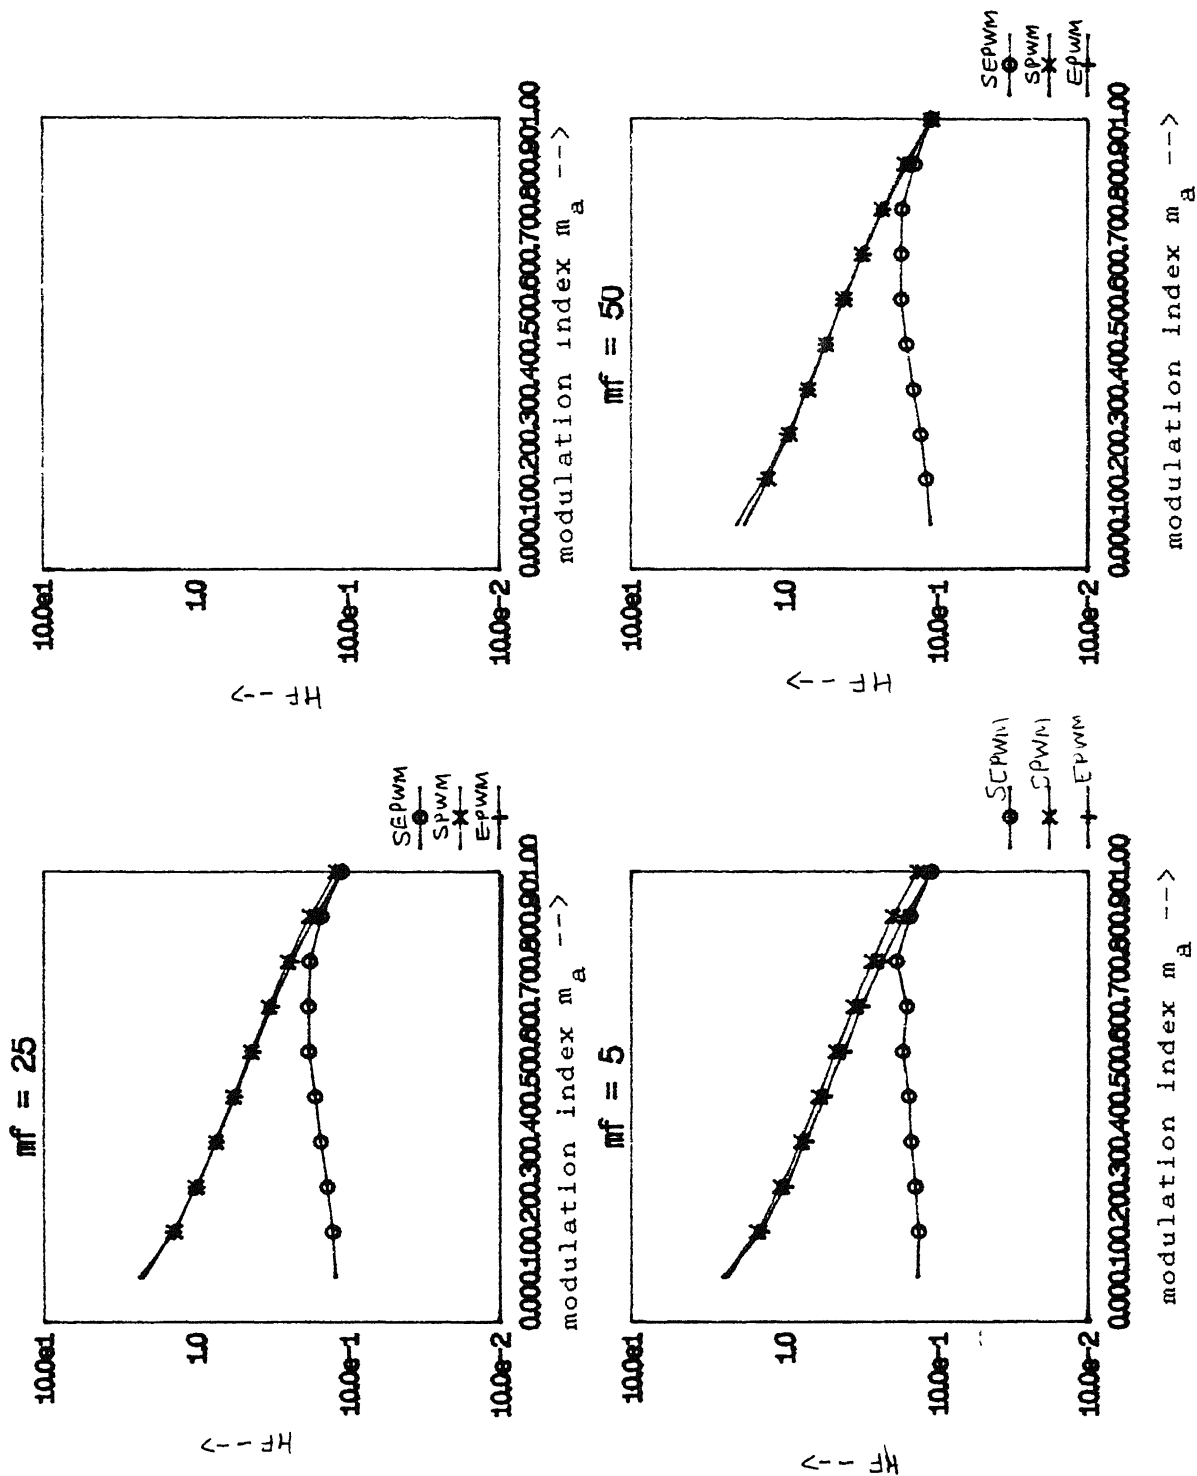 mf = 25
10.0e1
1.0
10.0e-1
10.0e-2
HF -->
0.000.100.200.300.400.500.600.700.800.901.00
modulation index m_a -->
SEPWM
SPWM
EPWM
10.0e1
1.0
10.0e-1
10.0e-2
HF -->
0.000.100.200.300.400.500.600.700.800.901.00
modulation index m_a -->
mf = 5
10.0e1
1.0
10.0e-1
10.0e-2
HF -->
0.000.100.200.300.400.500.600.700.800.901.00
modulation index m_a -->
EPWM
mf = 50
10.0e1
1.0
10.0e-1
10.0e-2
HF -->
0.000.100.200.300.400.500.600.700.800.901.00
modulation index m_a -->
SEPWM
SPWM
EPWM